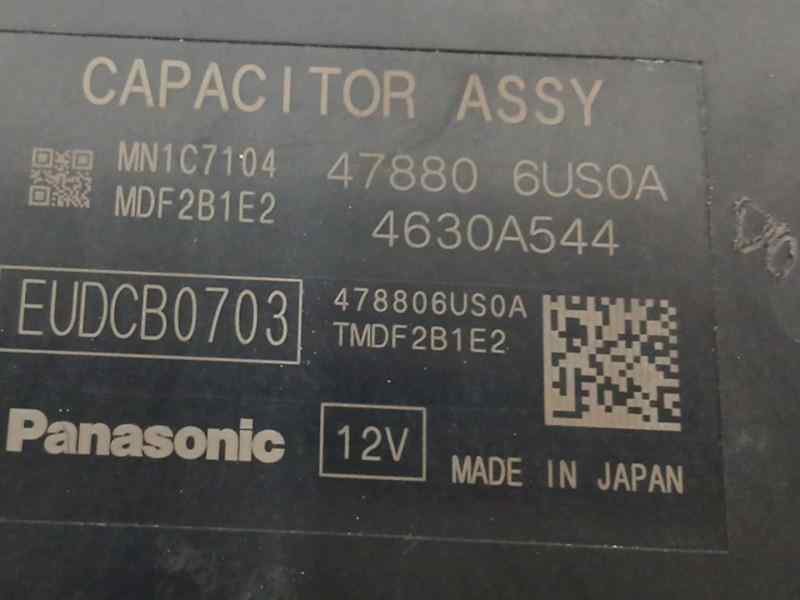 CAPACITOR ASSY
MN1C7104
MDF2B1E2
47880 6US0A
4630A544
EUDCB0703
478806US0A
TMDF2B1E2
Panasonic
12V
MADE IN JAPAN